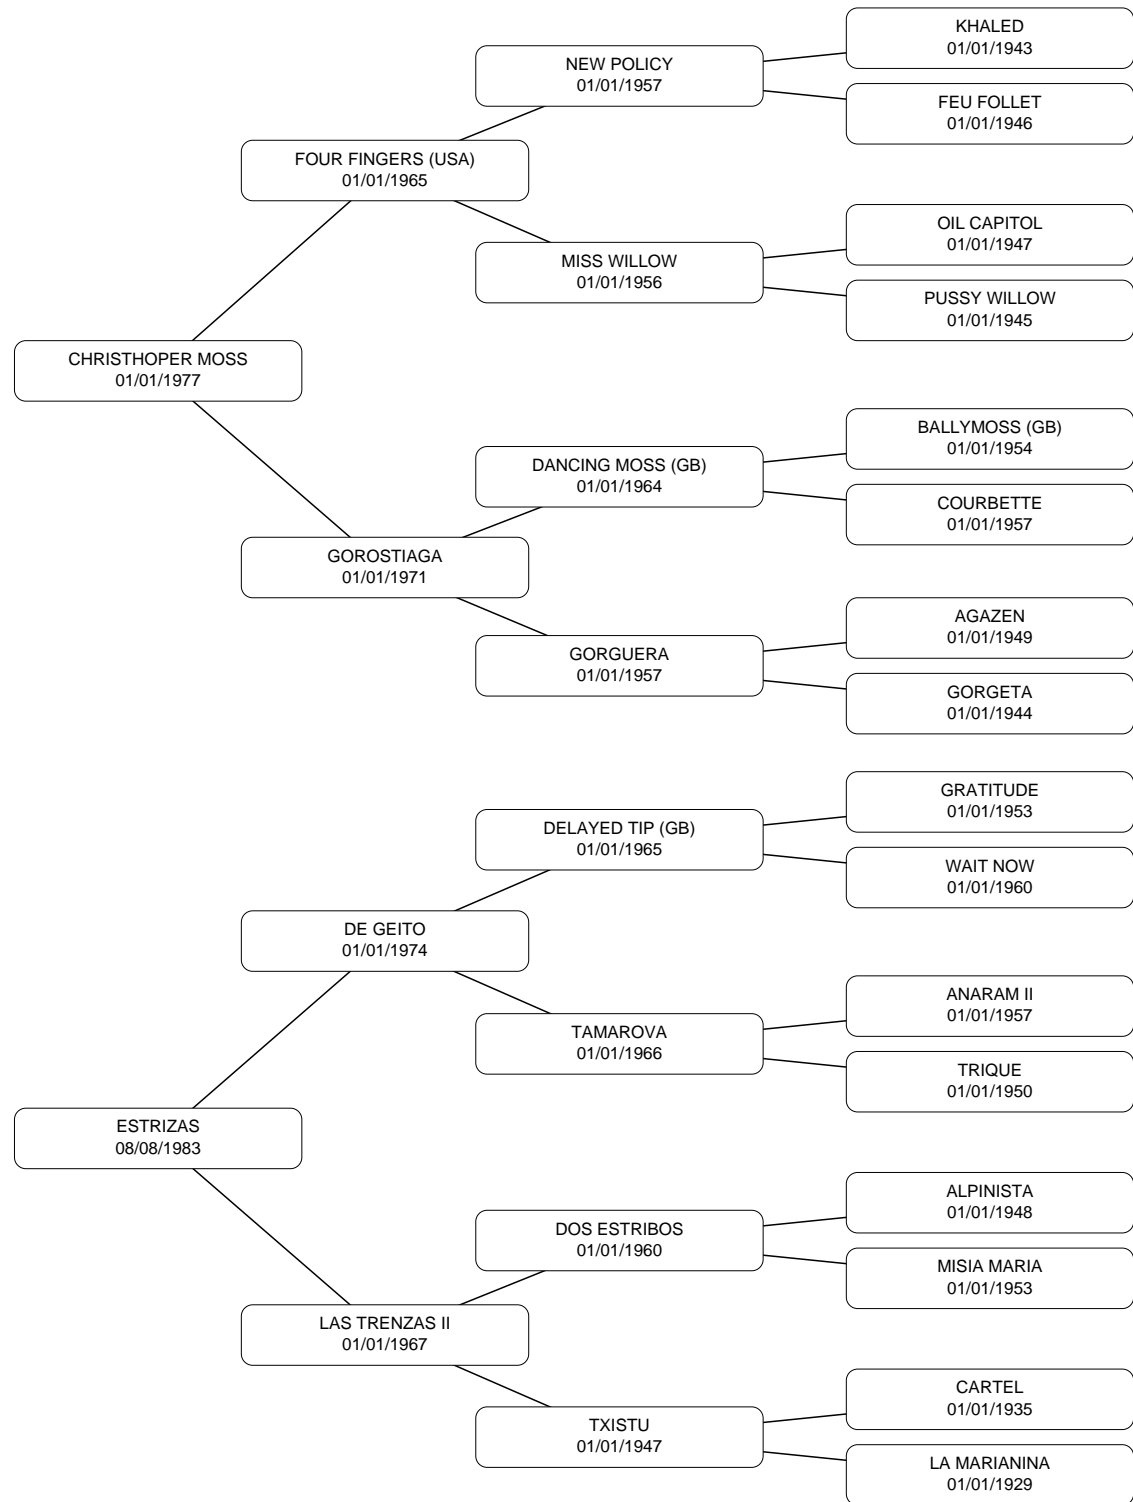 KHALED
01/01/1943
NEW POLICY
01/01/1957
FEU FOLLET
01/01/1946
FOUR FINGERS (USA)
01/01/1965
OIL CAPITOL
01/01/1947
MISS WILLOW
01/01/1956
PUSSY WILLOW
01/01/1945
CHRISTHOPER MOSS
01/01/1977
BALLYMOSS (GB)
01/01/1954
DANCING MOSS (GB)
01/01/1964
COURBETTE
01/01/1957
GOROSTIAGA
01/01/1971
AGAZEN
01/01/1949
GORGUERA
01/01/1957
GORGETA
01/01/1944
GRATITUDE
01/01/1953
DELAYED TIP (GB)
01/01/1965
WAIT NOW
01/01/1960
DE GEITO
01/01/1974
ANARAM II
01/01/1957
TAMAROVA
01/01/1966
TRIQUE
01/01/1950
ESTRIZAS
08/08/1983
ALPINISTA
01/01/1948
DOS ESTRIBOS
01/01/1960
MISIA MARIA
01/01/1953
LAS TRENZAS II
01/01/1967
CARTEL
01/01/1935
TXISTU
01/01/1947
LA MARIANINA
01/01/1929